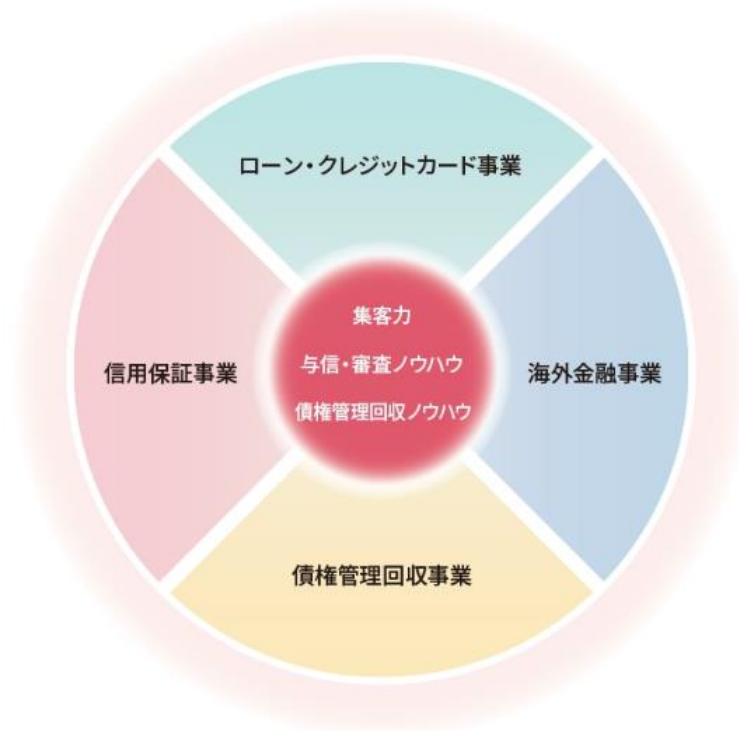 ローン・クレジットカード事業
集客力
与信・審査ノウハウ
信用保証事業
海外金融事業
債権管理回収ノウハウ
債権管理回収事業